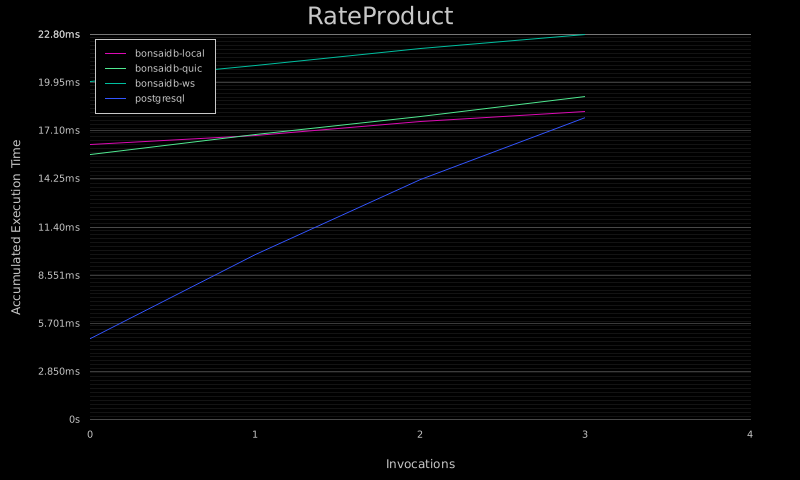 RateProduct
22.80ms
bonsaidb-local
bonsaidb-quic
bonsaidb-ws
postgresql
19.95ms
17.10ms
14.25ms
11.40ms
8.551ms
5.701ms
2.850ms
0s
Accumulated Execution Time
0 1 2 3 4
Invocations